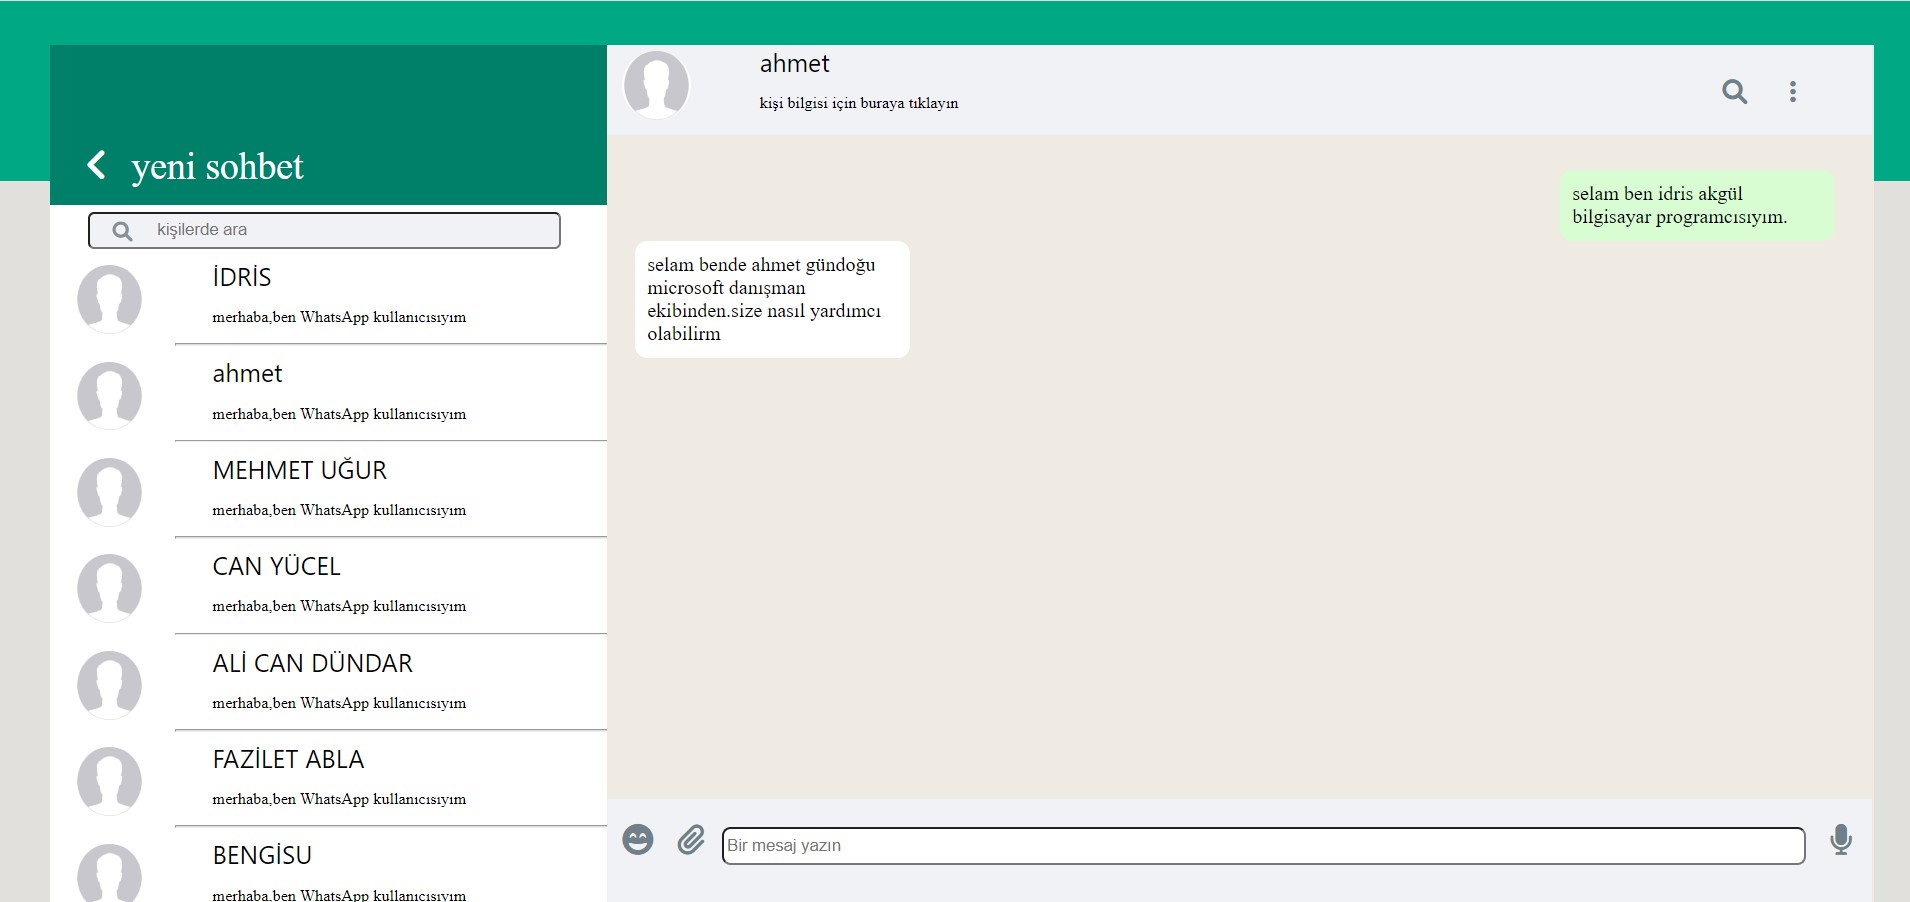 yeni sohbet
kişilerde ara
İDRİS
merhaba,ben WhatsApp kullanıcısıyım
ahmet
merhaba,ben WhatsApp kullanıcısıyım
MEHMET UĞUR
merhaba,ben WhatsApp kullanıcısıyım
CAN YÜCEL
merhaba,ben WhatsApp kullanıcısıyım
ALİ CAN DÜNDAR
merhaba,ben WhatsApp kullanıcısıyım
FAZİLET ABLA
merhaba,ben WhatsApp kullanıcısıyım
BENGİSU
merhaba,ben WhatsApp kullanıcısıyım
ahmet
kişi bilgisi için buraya tıklayın
selam ben idris akgül
bilgisayar programcısıyım.
selam bende ahmet gündoğu
microsoft danışman
ekibinden.size nasıl yardımcı
olabilirm
Bir mesaj yazın